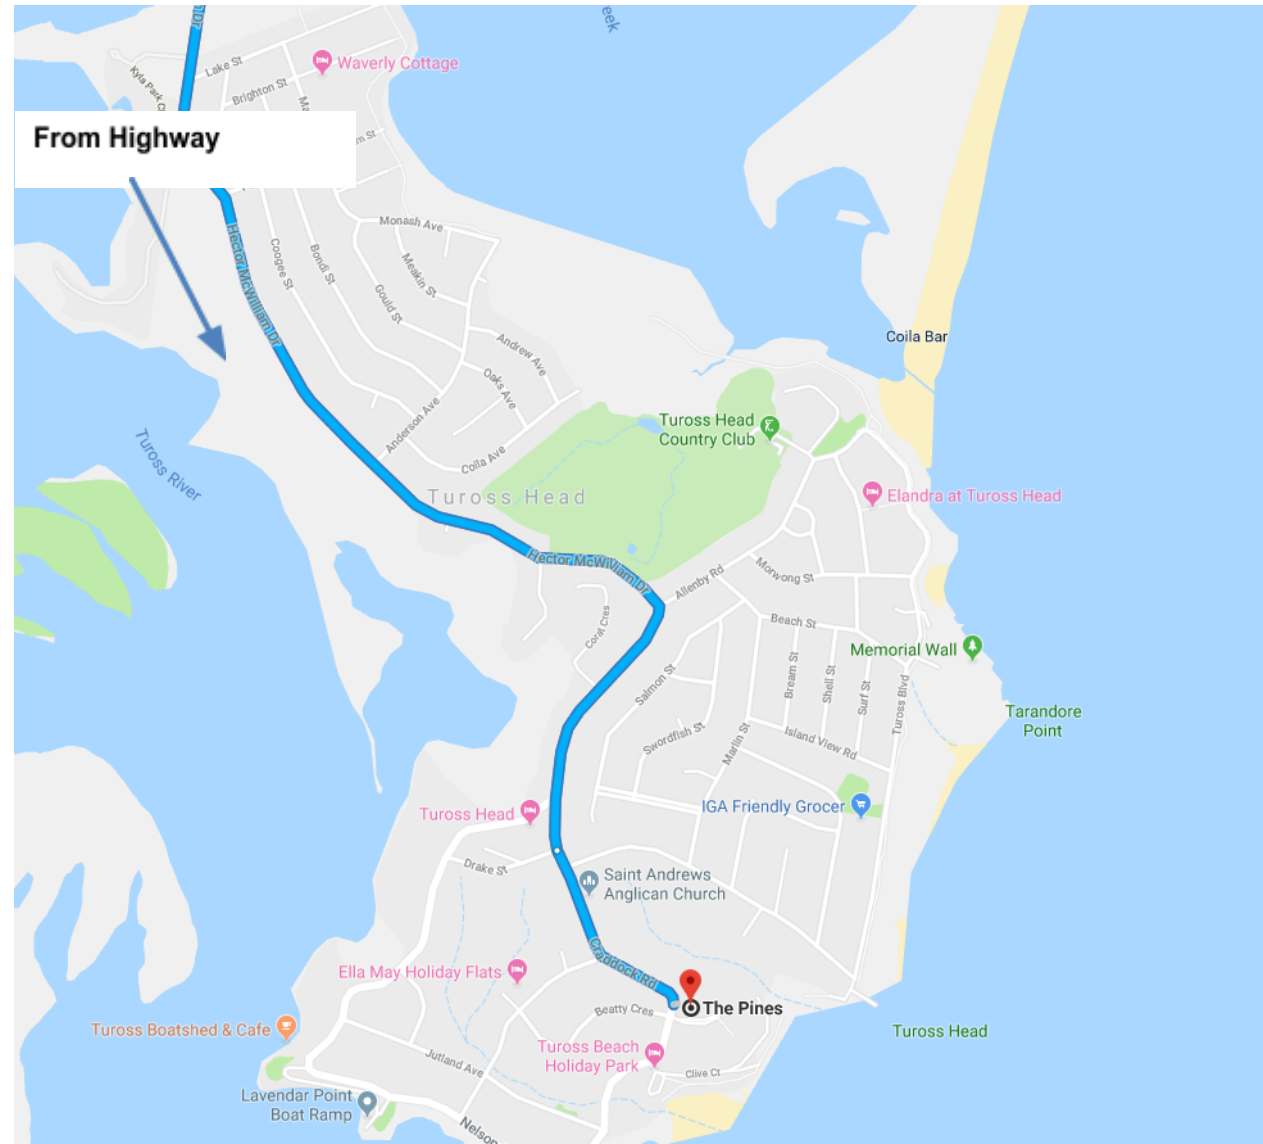 Dr
eek
Lake St
Waverly Cottage
Kyla Park
Brighton St
From Highway
m St
Monash Ave
Hector McWilliam Dr
Coogee St
Bondi St
Meakin St
Gould St
Coila Bar
Andrew Ave
Oaks Ave
Tuross Head
Country Club
Anderson Ave
Coila Ave
Tuross River
Tuross Head
Elandra at Tuross Head
Hector McWilliam Dr
Allenby Rd
Morwong St
Coral Cres
Beach St
Memorial Wall
Salmon St
Bream St
Shell St
Surf St
Tuross Blvd
Tarandore
Point
Swordfish St
Marlin St
Island View Rd
IGA Friendly Grocer
Tuross Head
Drake St
Saint Andrews
Anglican Church
Craddock Rd
Ella May Holiday Flats
The Pines
Beatty Cres
Tuross Boatshed & Cafe
Tuross Head
Tuross Beach
Holiday Park
Jutland Ave
Clive Ct
Lavendar Point
Boat Ramp
Nelson